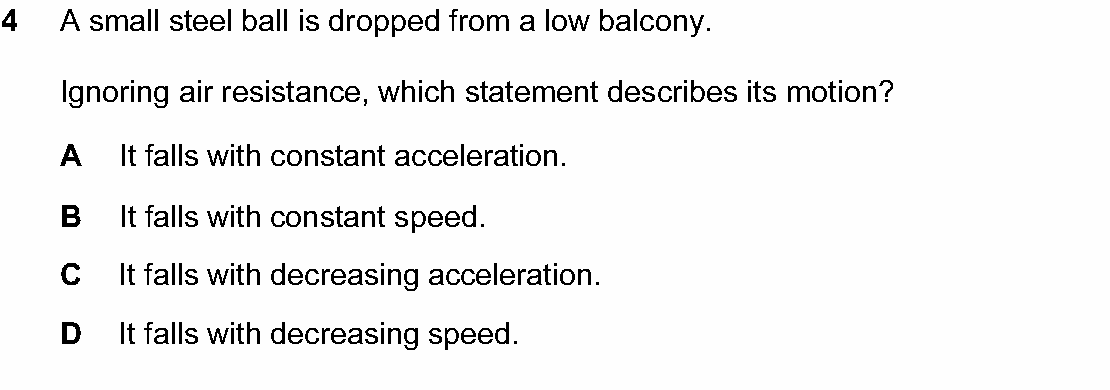 4 A small steel ball is dropped from a low balcony.
Ignoring air resistance, which statement describes its motion?
A It falls with constant acceleration.
B It falls with constant speed.
C It falls with decreasing acceleration.
D It falls with decreasing speed.